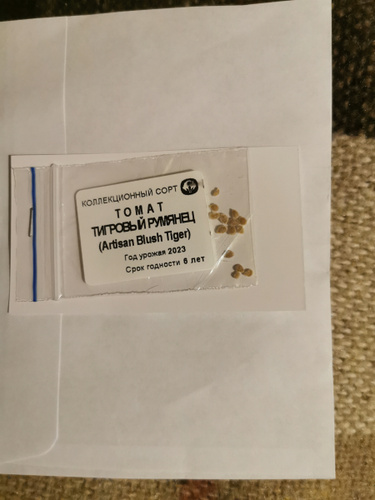 КОЛЛЕКЦИОННЫЙ СОРТ
ТОМАТ
ТИГРОВЫЙ РУМЯНЕЦ
(Artisan Blush Tiger)
Год урожая 2023
Срок годности 6 лет